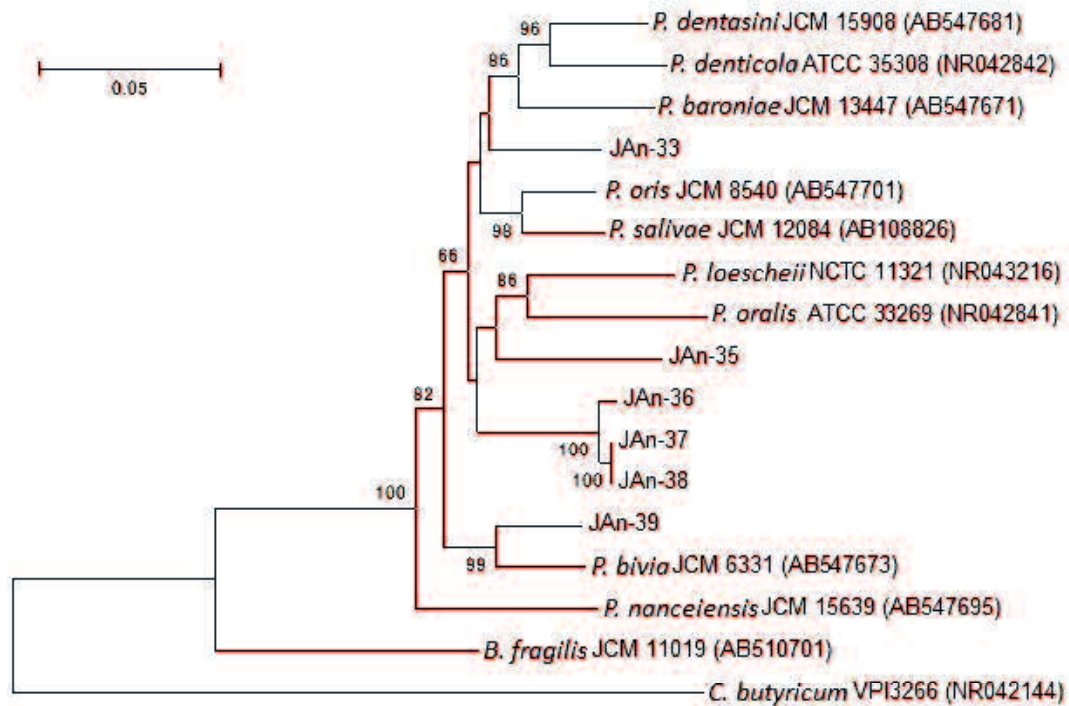 96
P. dentasini JCM 15908 (AB547681)
86
P. denticola ATCC 35308 (NR042842)
0.05
P. baroniae JCM 13447 (AB547671)
JAn-33
P. oris JCM 8540 (AB547701)
98
P. salivae JCM 12084 (AB108826)
66
P. loescheii NCTC 11321 (NR043216)
86
P. oralis ATCC 33269 (NR042841)
JAn-35
82
JAn-36
100
JAn-37
100
JAn-38
100
JAn-39
99
P. bivia JCM 6331 (AB547673)
P. nanceiensis JCM 15639 (AB547695)
B. fragilis JCM 11019 (AB510701)
C. butyricum VPI3266 (NR042144)